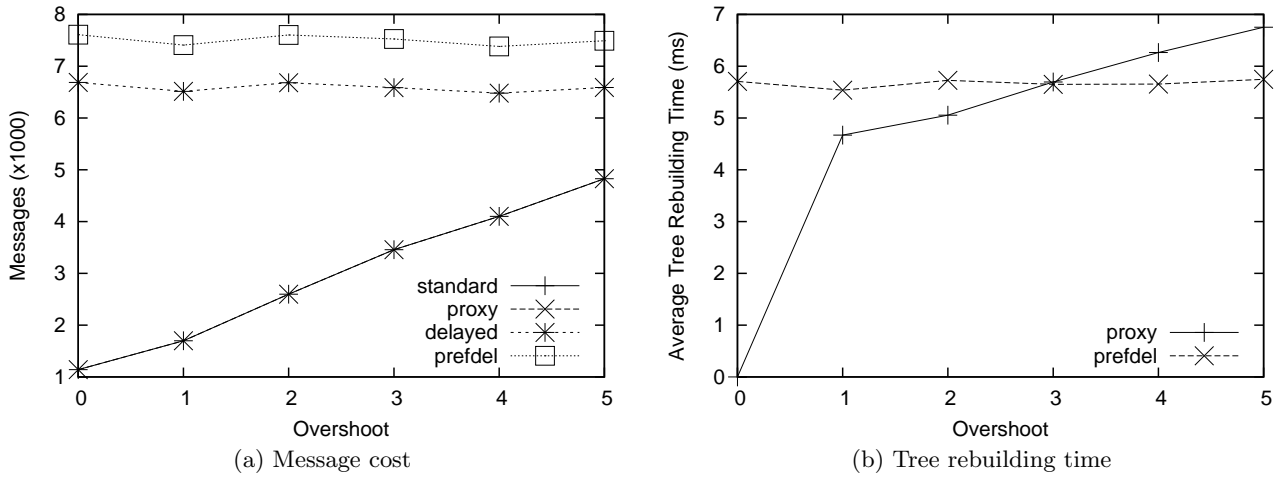 8
7
6
5
4
3
2
1
Messages (x1000)
0 1 2 3 4 5
Overshoot
standard
proxy
delayed
prefdel
(a) Message cost
7
6
5
4
3
2
1
0
Average Tree Rebuilding Time (ms)
0 1 2 3 4 5
Overshoot
proxy
prefdel
(b) Tree rebuilding time